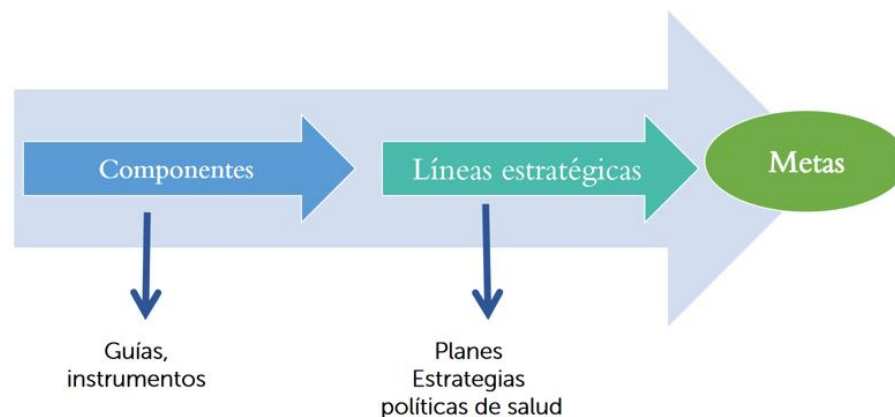 Componentes
Líneas estratégicas
Metas
Guías,
instrumentos
Planes
Estrategias
políticas de salud